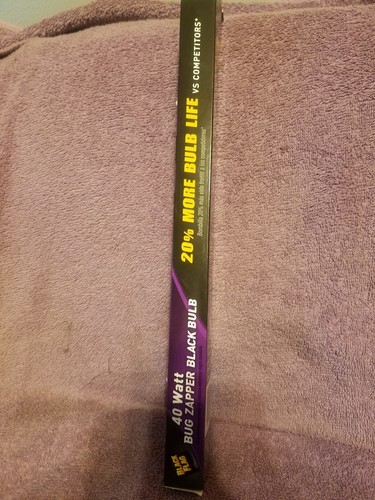 BLACK
FLAG
40 Watt
BUG ZAPPER BLACK BULB
20% MORE BULB LIFE VS COMPETITORS*